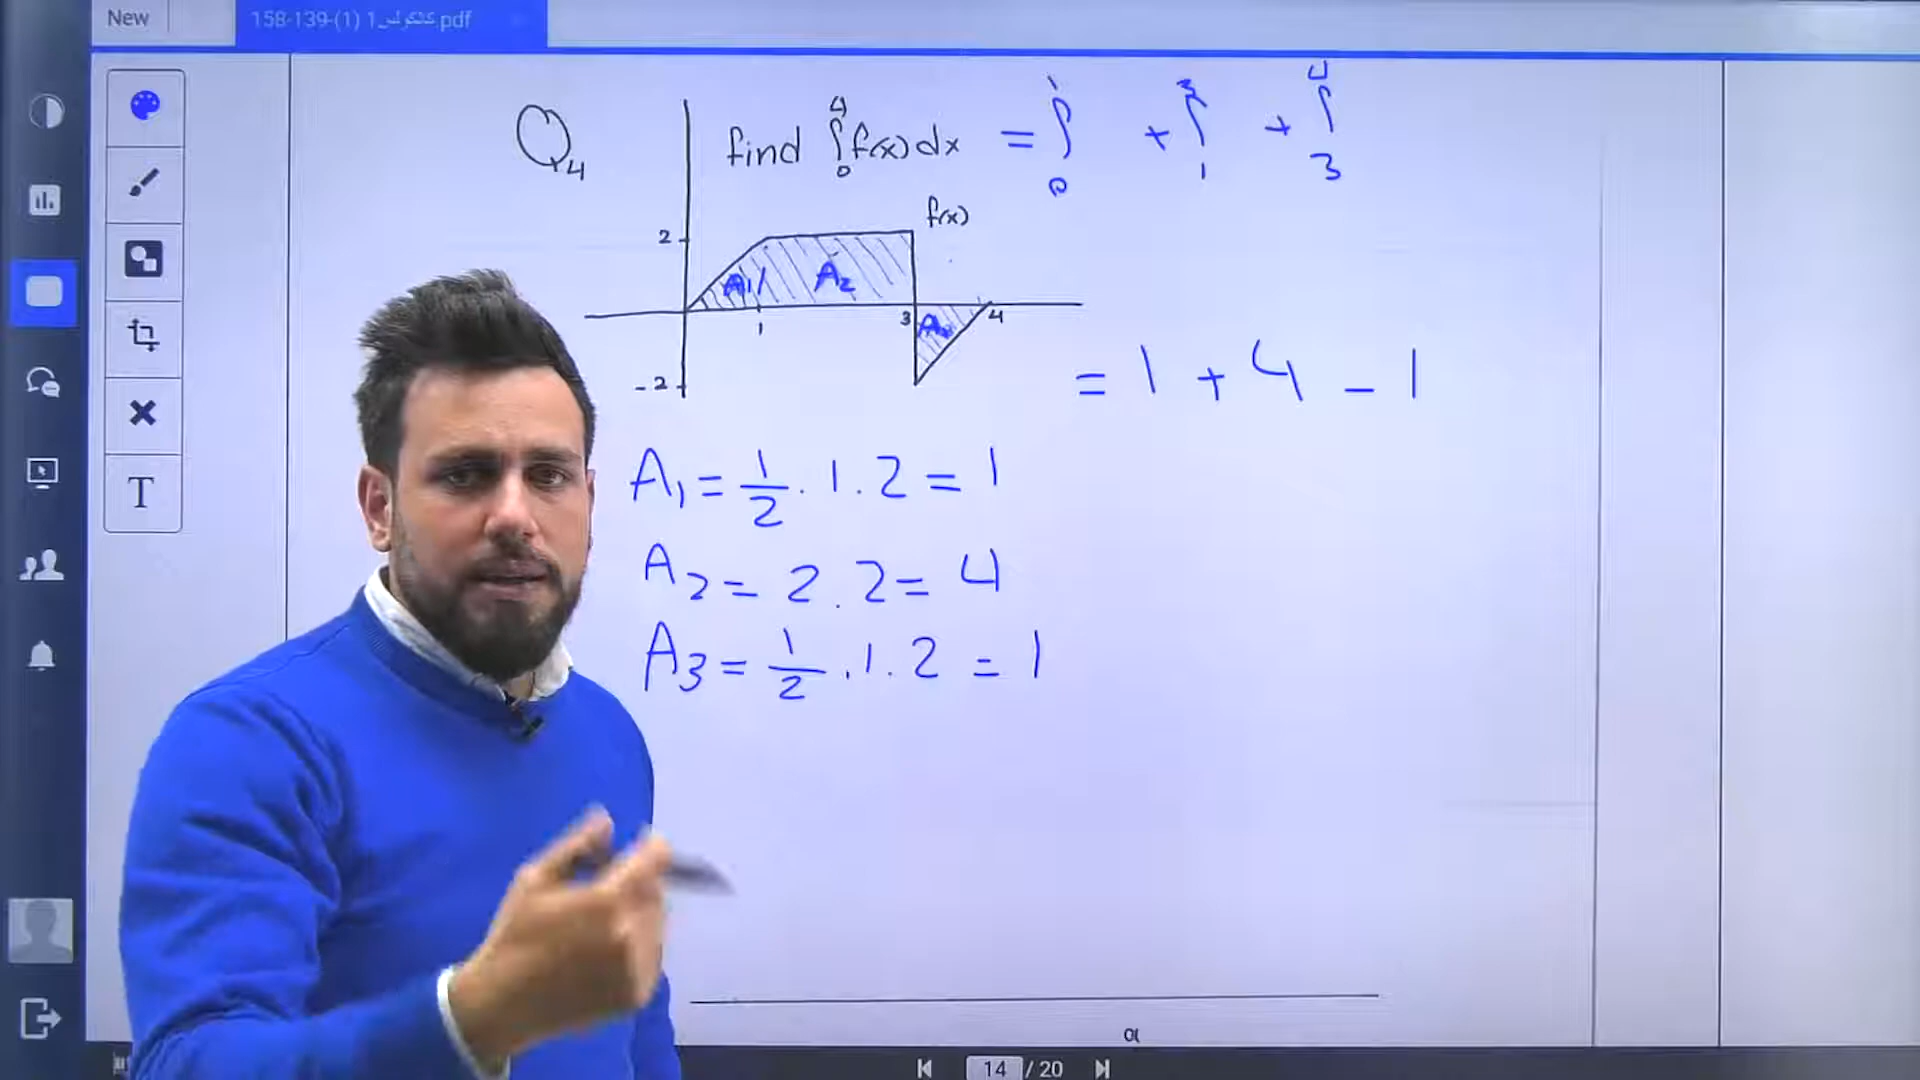 New
158-139-(1) 1_كالكولس.pdf
Q4 find ∫₀⁴ f(x) dx = ∫₀¹ + ∫₁³ + ∫₃⁴
f(x)
2
A₁ A₂
1 3 4
A₃
-2
= 1 + 4 - 1
A₁ = 1/2 . 1 . 2 = 1
A₂ = 2 . 2 = 4
A₃ = 1/2 . 1 . 2 = 1
T
14 / 20